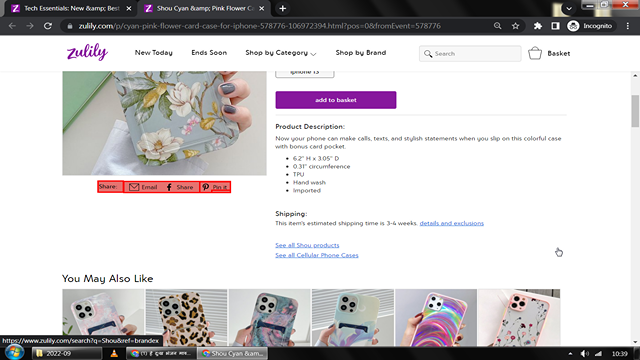 Tech Essentials: New &amp; Best
Shou Cyan &amp; Pink Flower C
Incognito
zulily.com/p/cyan-pink-flower-card-case-for-iphone-578776-106972394.html?pos=0&fromEvent=578776
zulily
New Today
Ends Soon
Shop by Category
Shop by Brand
Search
Basket
iphone 13
add to basket
Product Description:
Now your phone can make calls, texts, and stylish statements when you slip on this colorful case
with bonus card pocket.
6.2'' H x 3.05'' D
0.31'' circumference
TPU
Hand wash
Imported
Share:
Email
Share
Pin It
Shipping:
This item's estimated shipping time is 3-4 weeks. details and exclusions
See all Shou products
See all Cellular Phone Cases
You May Also Like
https://www.zulily.com/search?q=Shou&ref=brandex
2022-09
Shou Cyan &am...
10:39